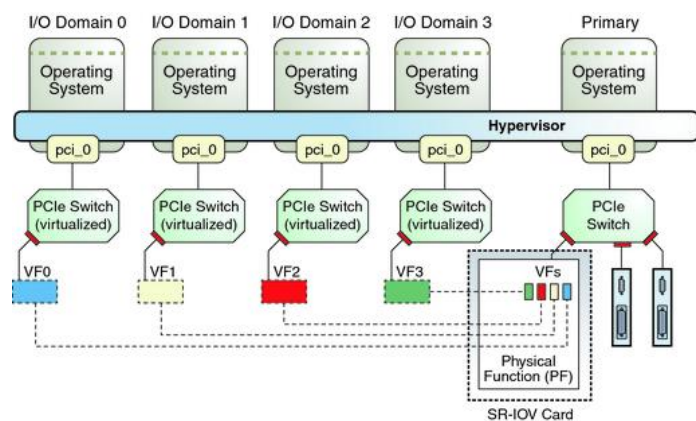 I/O Domain 0 I/O Domain 1 I/O Domain 2 I/O Domain 3 Primary
Operating
System
Operating
System
Operating
System
Operating
System
Operating
System
Hypervisor
pci_0 pci_0 pci_0 pci_0 pci_0
PCIe Switch
(virtualized)
PCIe Switch
(virtualized)
PCIe Switch
(virtualized)
PCIe Switch
(virtualized)
PCIe
Switch
VF0 VF1 VF2 VF3 VFs
Physical
Function (PF)
SR-IOV Card